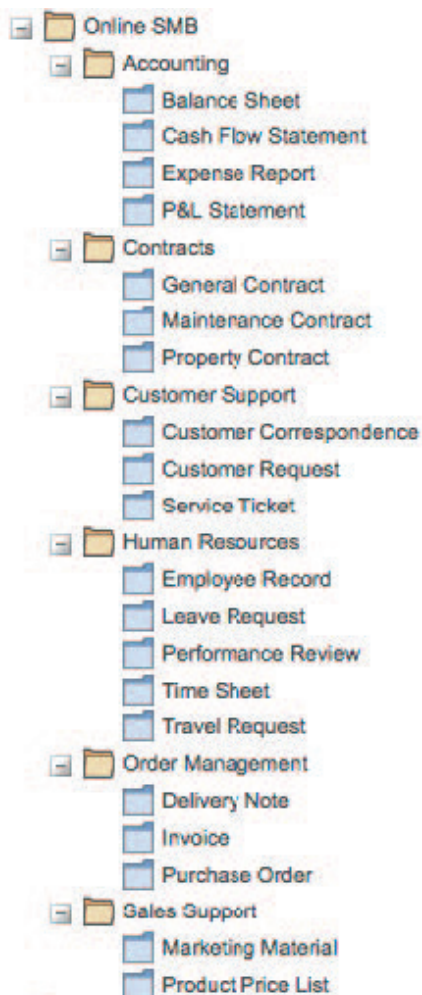 Online SMB
Accounting
Balance Sheet
Cash Flow Statement
Expense Report
P&L Statement
Contracts
General Contract
Maintenance Contract
Property Contract
Customer Support
Customer Correspondence
Customer Request
Service Ticket
Human Resources
Employee Record
Leave Request
Performance Review
Time Sheet
Travel Request
Order Management
Delivery Note
Invoice
Purchase Order
Sales Support
Marketing Material
Product Price List